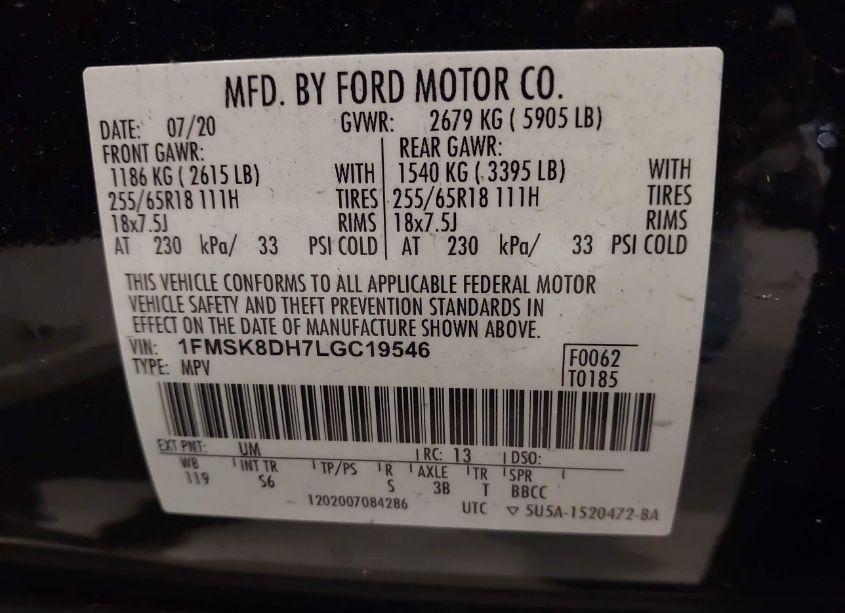 MFD. BY FORD MOTOR CO.
DATE: 07/20 GVWR: 2679 KG ( 5905 LB)
FRONT GAWR: REAR GAWR:
1186 KG ( 2615 LB) WITH 1540 KG ( 3395 LB) WITH
255/65R18 111H TIRES 255/65R18 111H TIRES
18x7.5J RIMS 18x7.5J RIMS
AT 230 kPa/ 33 PSI COLD AT 230 kPa/ 33 PSI COLD
THIS VEHICLE CONFORMS TO ALL APPLICABLE FEDERAL MOTOR
VEHICLE SAFETY AND THEFT PREVENTION STANDARDS IN
EFFECT ON THE DATE OF MANUFACTURE SHOWN ABOVE.
VIN: 1FMSK8DH7LGC19546
TYPE: MPV
F0062
T0185
EXT PNT: UM RC: 13 DSO:
WB INT TR TP/PS R AXLE TR SPR
119 S6 S 3B T BBCC
1202007084286 UTC ▽ 5U5A-1520472-BA